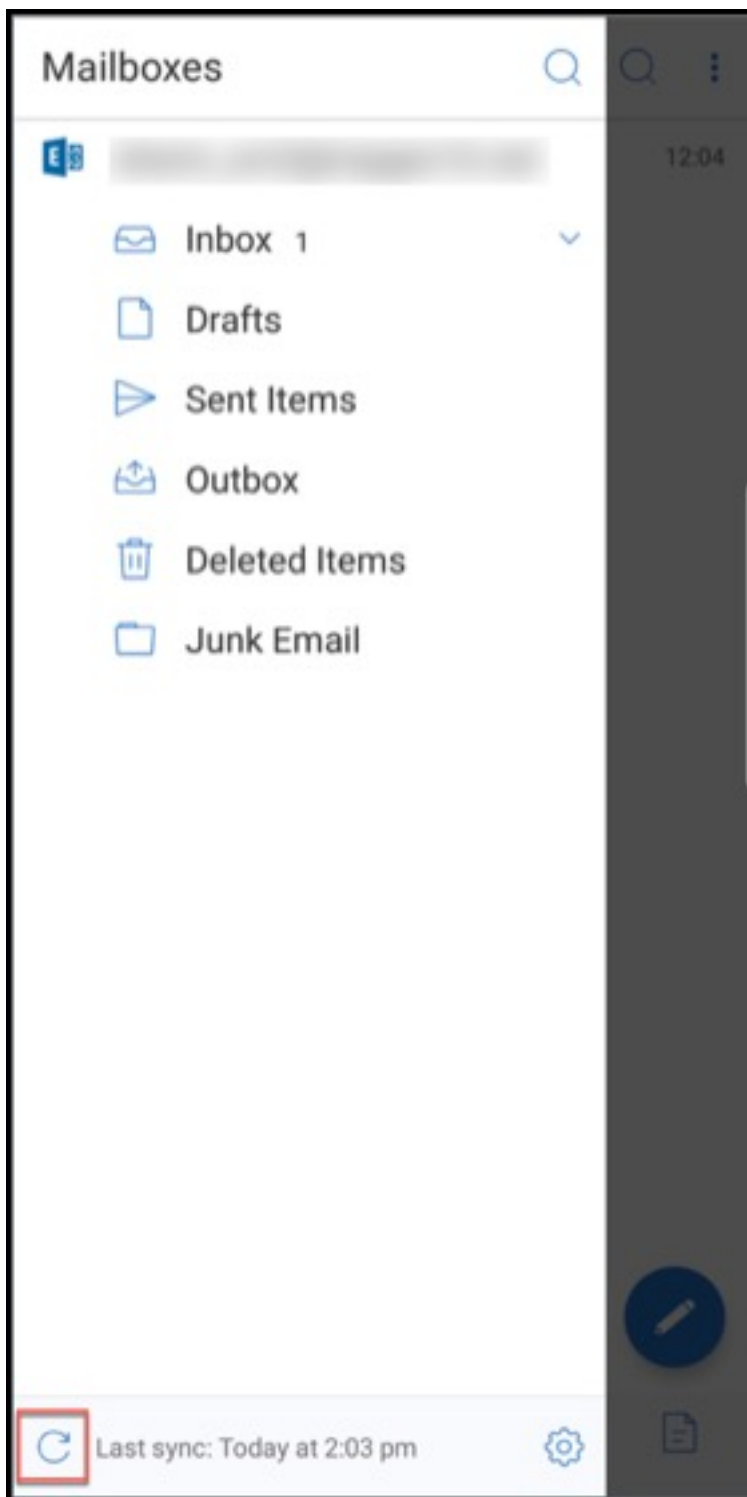 Mailboxes
12:04
Inbox 1
Drafts
Sent Items
Outbox
Deleted Items
Junk Email
Last sync: Today at 2:03 pm